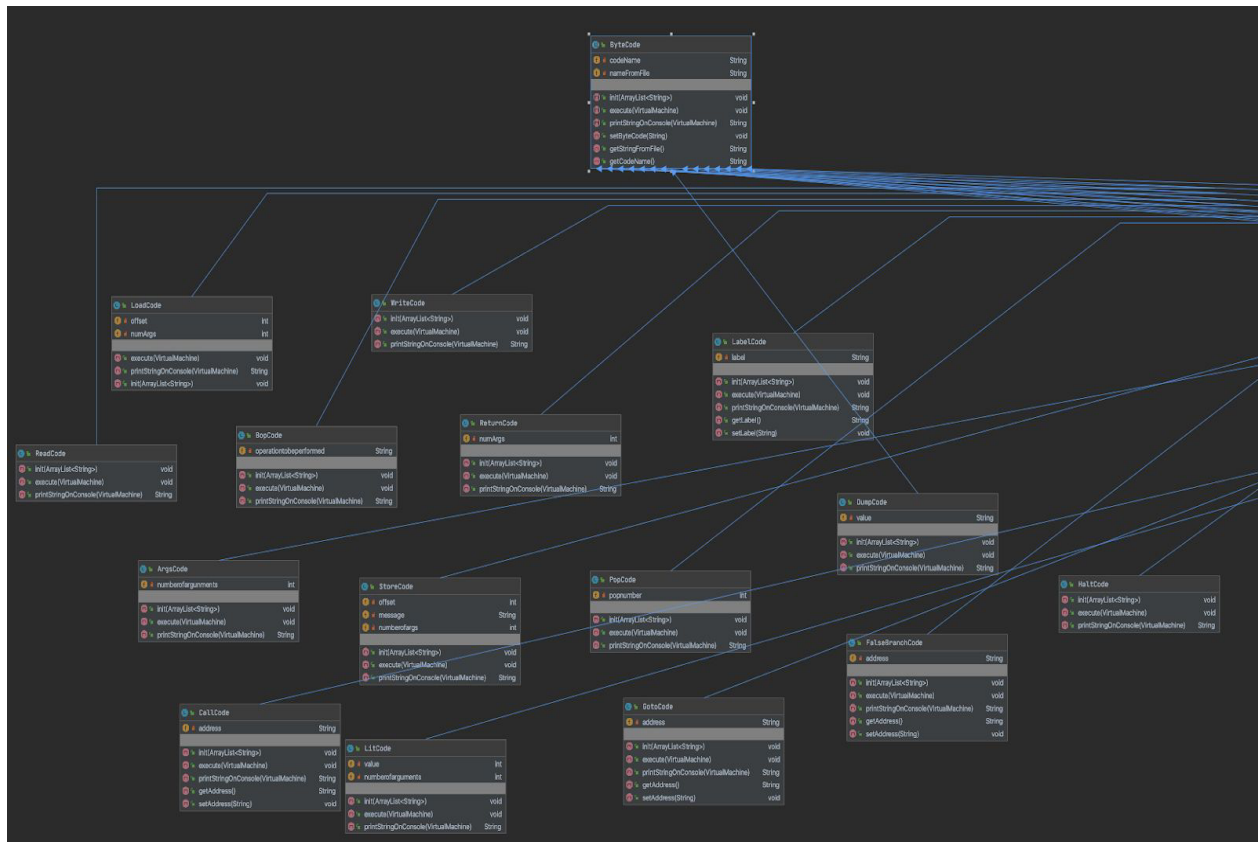 ByteCode
codeName String
nameFromFile String
init(ArrayList<String>) void
execute(VirtualMachine) void
printStringOnConsole(VirtualMachine) String
setByteCode(String) void
getStringFromFile() String
getCodeName() String
LoadCode
offset int
numArgs int
execute(VirtualMachine) void
printStringOnConsole(VirtualMachine) String
init(ArrayList<String>) void
WriteCode
init(ArrayList<String>) void
execute(VirtualMachine) void
printStringOnConsole(VirtualMachine) String
LabelCode
label String
init(ArrayList<String>) void
execute(VirtualMachine) void
printStringOnConsole(VirtualMachine) String
getLabel() String
setLabel(String) void
ReadCode
init(ArrayList<String>) void
execute(VirtualMachine) void
printStringOnConsole(VirtualMachine) String
BopCode
operationtobeperformed String
init(ArrayList<String>) void
execute(VirtualMachine) void
printStringOnConsole(VirtualMachine) String
ReturnCode
numArgs int
init(ArrayList<String>) void
execute(VirtualMachine) void
printStringOnConsole(VirtualMachine) String
DumpCode
value String
init(ArrayList<String>) void
execute(VirtualMachine) void
printStringOnConsole(VirtualMachine) String
ArgsCode
numberofargunments int
init(ArrayList<String>) void
execute(VirtualMachine) void
printStringOnConsole(VirtualMachine) String
StoreCode
offset int
message String
numberofargs int
init(ArrayList<String>) void
execute(VirtualMachine) void
printStringOnConsole(VirtualMachine) String
PopCode
popnumber int
init(ArrayList<String>) void
execute(VirtualMachine) void
printStringOnConsole(VirtualMachine) String
HaltCode
init(ArrayList<String>) void
execute(VirtualMachine) void
printStringOnConsole(VirtualMachine) String
FalseBranchCode
address String
init(ArrayList<String>) void
execute(VirtualMachine) void
printStringOnConsole(VirtualMachine) String
getAddress() String
setAddress(String) void
CallCode
address String
init(ArrayList<String>) void
execute(VirtualMachine) void
printStringOnConsole(VirtualMachine) String
getAddress() String
setAddress(String) void
LitCode
value int
numberofarguments int
init(ArrayList<String>) void
execute(VirtualMachine) void
printStringOnConsole(VirtualMachine) String
GotoCode
address String
init(ArrayList<String>) void
execute(VirtualMachine) void
printStringOnConsole(VirtualMachine) String
getAddress() String
setAddress(String) void